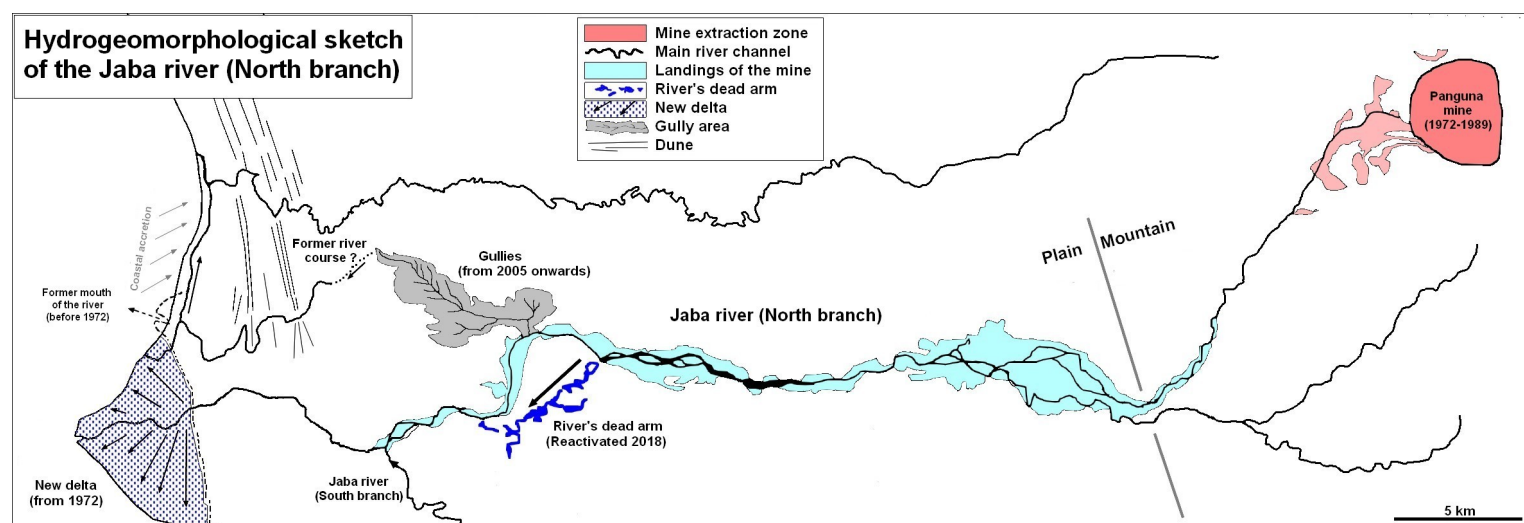 Hydrogeomorphological sketch
of the Jaba river (North branch)
Mine extraction zone
Main river channel
Landings of the mine
River's dead arm
New delta
Gully area
Dune
Panguna
mine
(1972-1989)
Coastal accretion
Former river
course ?
Gullies
(from 2005 onwards)
Plain
Mountain
Former mouth
of the river
(before 1972)
Jaba river (North branch)
River's dead arm
(Reactivated 2018)
New delta
(from 1972)
Jaba river
(South branch)
5 km